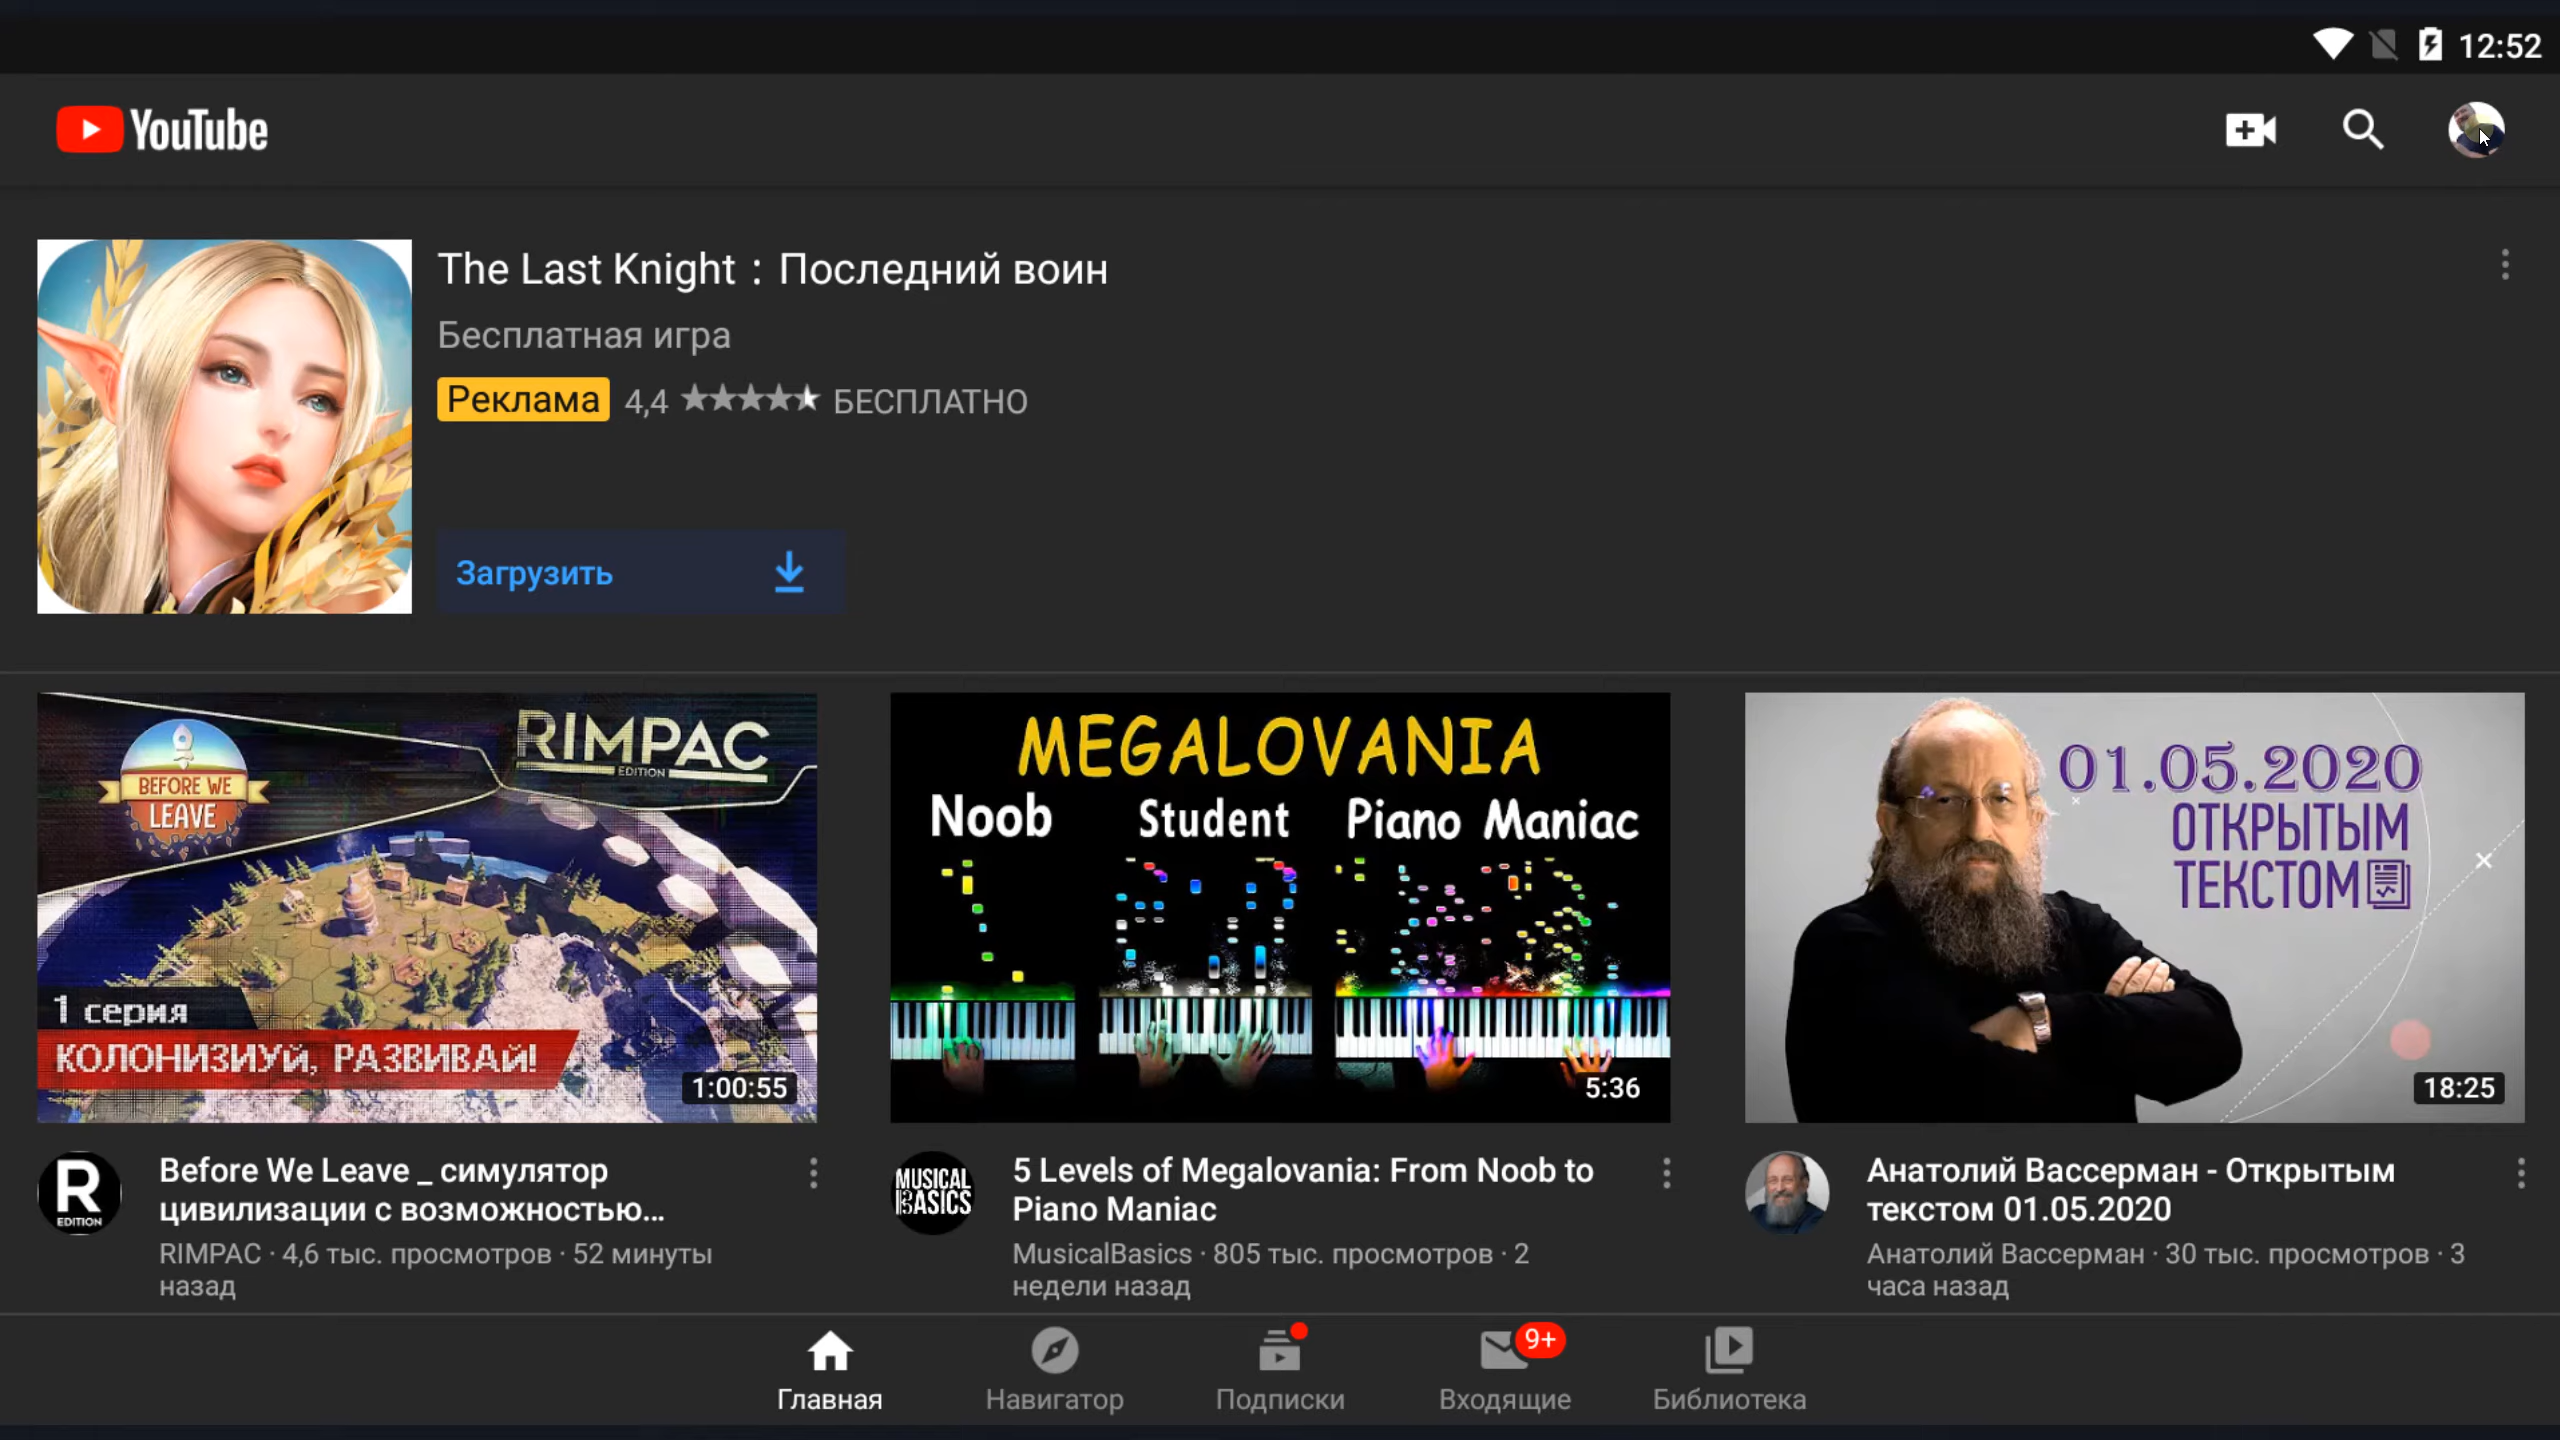 12:52
YouTube
The Last Knight : Последний воин
Бесплатная игра
Реклама 4,4 БЕСПЛАТНО
Загрузить
BEFORE WE
LEAVE
RIMPAC
EDITION
1 серия
КОЛОНИЗИУЙ, РАЗВИВАЙ!
1:00:55
MEGALOVANIA
Noob Student Piano Maniac
5:36
01.05.2020
ОТКРЫТЫМ
ТЕКСТОМ
18:25
R
EDITION
Before We Leave _ симулятор
цивилизации с возможностью...
RIMPAC · 4,6 тыс. просмотров · 52 минуты
назад
MUSICAL
BASICS
5 Levels of Megalovania: From Noob to
Piano Maniac
MusicalBasics · 805 тыс. просмотров · 2
недели назад
Анатолий Вассерман - Открытым
текстом 01.05.2020
Анатолий Вассерман · 30 тыс. просмотров · 3
часа назад
9+
Главная Навигатор Подписки Входящие Библиотека